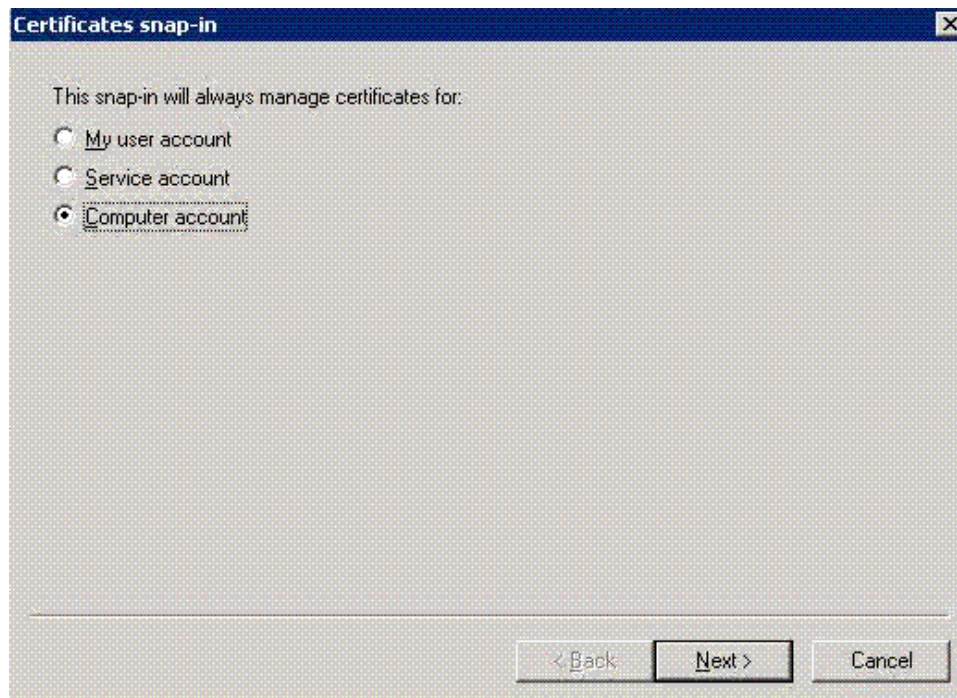 Certificates snap-in
This snap-in will always manage certificates for:
My user account
Service account
Computer account
< Back
Next >
Cancel